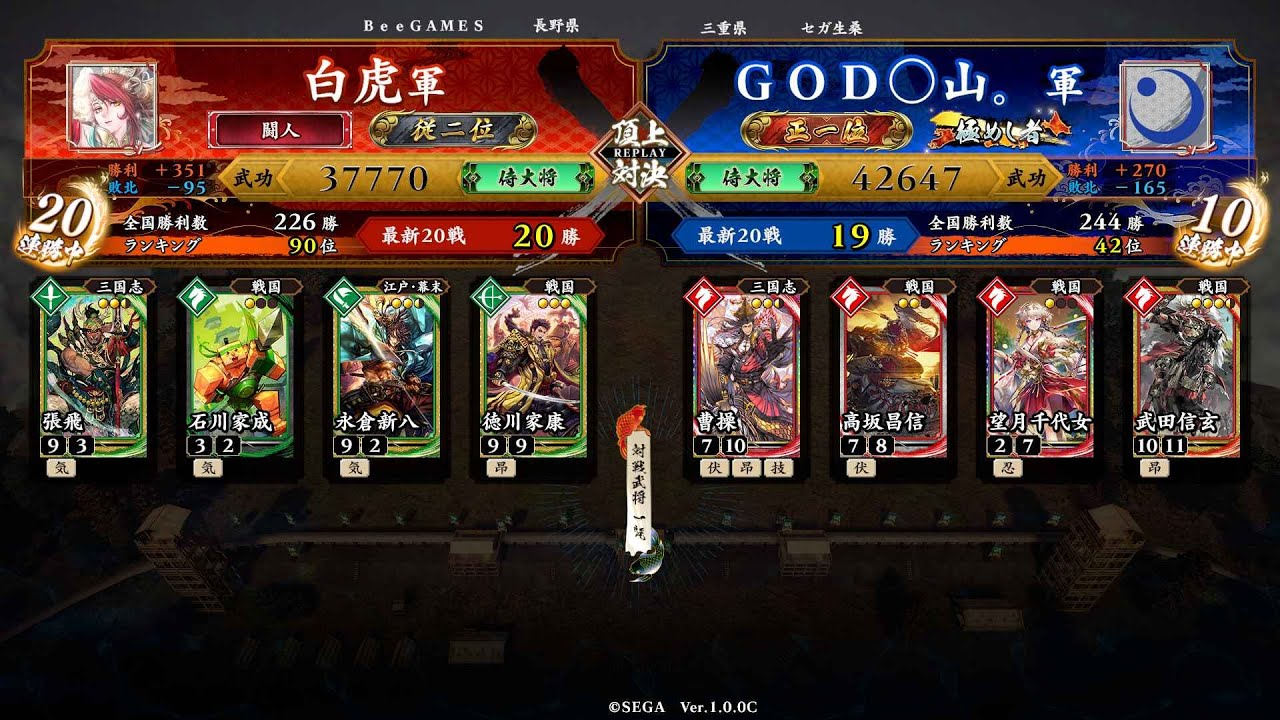 BeeGAMES 長野県
三重県 セガ生桑
白虎軍
闘人 従二位
GOD◯山。軍
正一位 極めし者
頂上
REPLAY
対決
勝利 +351
敗北 -95
武功 37770 侍大将
侍大将 42647 武功
勝利 +270
敗北 -165
20
連勝中
全国勝利数 226勝
ランキング 90位
最新20戦 20勝
最新20戦 19勝
全国勝利数 244勝
ランキング 42位
10
連勝中
三国志
張飛
9 3
気
戦国
石川家成
3 2
気
江戸・幕末
永倉新八
9 2
気
戦国
徳川家康
9 9
昂
対戦武将一覧
三国志
曹操
7 10
伏 昂 技
戦国
高坂昌信
7 8
伏
戦国
望月千代女
2 7
忍
戦国
武田信玄
10 11
昂
©SEGA Ver.1.0.0C